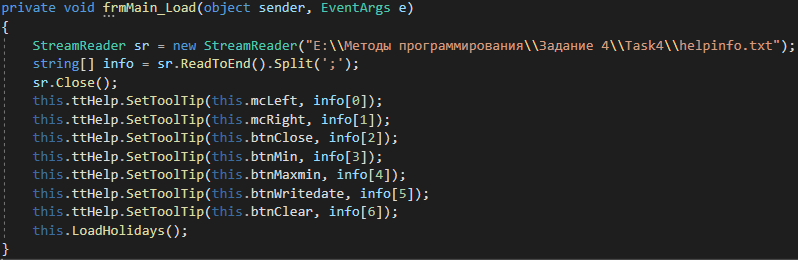 private void frmMain_Load(object sender, EventArgs e)
{
StreamReader sr = new StreamReader("E:\\Методы программирования\\Задание 4\\Task4\\helpinfo.txt");
string[] info = sr.ReadToEnd().Split(';');
sr.Close();
this.ttHelp.SetToolTip(this.mcLeft, info[0]);
this.ttHelp.SetToolTip(this.mcRight, info[1]);
this.ttHelp.SetToolTip(this.btnClose, info[2]);
this.ttHelp.SetToolTip(this.btnMin, info[3]);
this.ttHelp.SetToolTip(this.btnMaxmin, info[4]);
this.ttHelp.SetToolTip(this.btnWritedate, info[5]);
this.ttHelp.SetToolTip(this.btnClear, info[6]);
this.LoadHolidays();
}